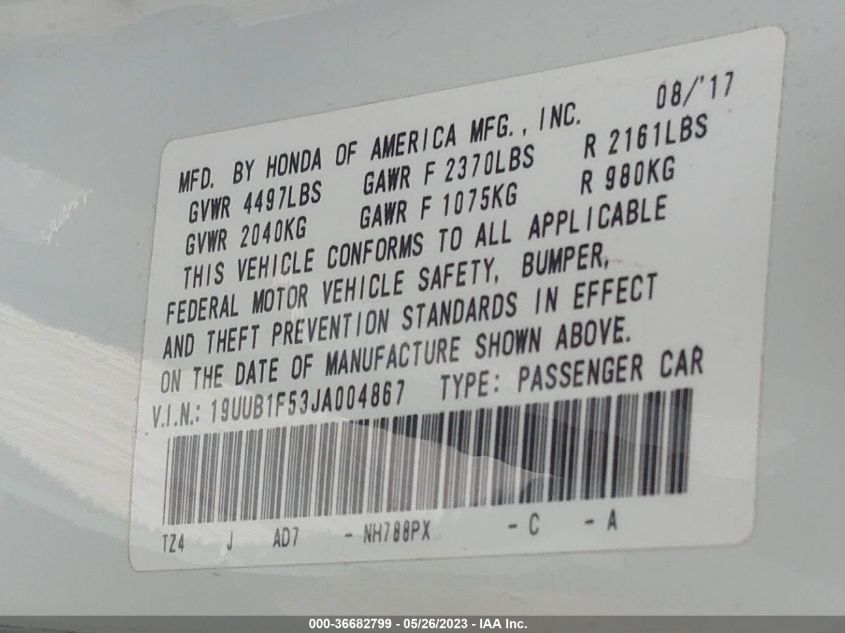 08/'17
MFD. BY HONDA OF AMERICA MFG., INC.
GVWR 4497LBS GAWR F 2370LBS R 2161LBS
GVWR 2040KG GAWR F 1075KG R 980KG
THIS VEHICLE CONFORMS TO ALL APPLICABLE
FEDERAL MOTOR VEHICLE SAFETY, BUMPER,
AND THEFT PREVENTION STANDARDS IN EFFECT
ON THE DATE OF MANUFACTURE SHOWN ABOVE.
V.I.N.: 19UUB1F53JA004867 TYPE: PASSENGER CAR
TZ4 J AD7 - NH788PX - C - A
000-36682799 - 05/26/2023 - IAA Inc.